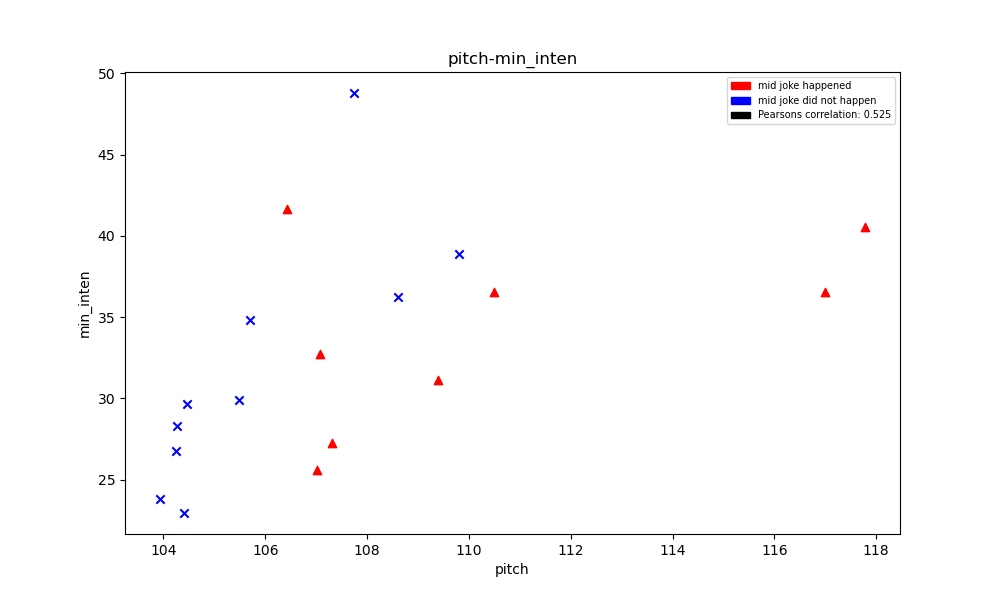 pitch-min_inten
mid joke happened
mid joke did not happen
Pearsons correlation: 0.525
50
45
40
35
30
25
min_inten
104
106
108
110
112
114
116
118
pitch